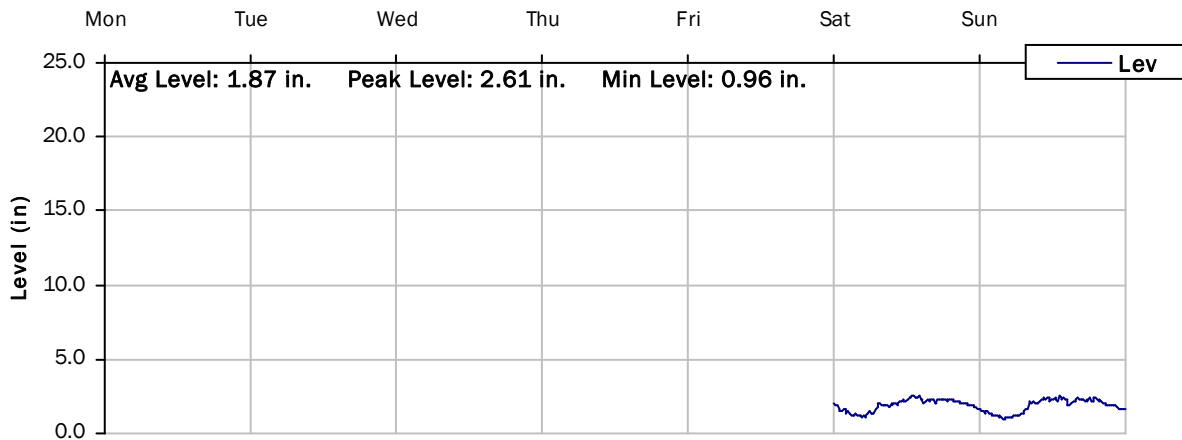 Mon Tue Wed Thu Fri Sat Sun
25.0
Avg Level: 1.87 in. Peak Level: 2.61 in. Min Level: 0.96 in.
Lev
20.0
15.0
10.0
5.0
0.0
Level (in)